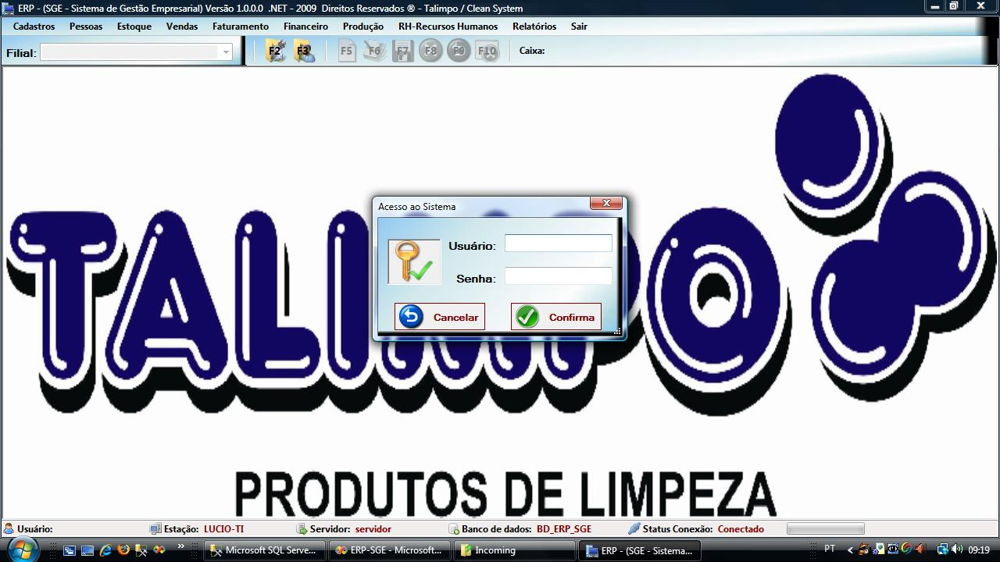 ERP - (SGE - Sistema de Gestão Empresarial) Versão 1.0.0.0 .NET - 2009 Direitos Reservados ® - Talimpo / Clean System
Cadastros Pessoas Estoque Vendas Faturamento Financeiro Produção RH-Recursos Humanos Relatórios Sair
Filial: F2 F3 F5 F6 F7 F8 F9 F10 Caixa:
TALIMPO
Acesso ao Sistema
Usuário:
Senha:
Cancelar Confirma
PRODUTOS DE LIMPEZA
Usuário: Estação: LUCIO-TI Servidor: servidor Banco de dados: BD_ERP_SGE Status Conexão: Conectado
» Microsoft SQL Serve... ERP-SGE - Microsoft... Incoming ERP - (SGE - Sistema... PT 09:19